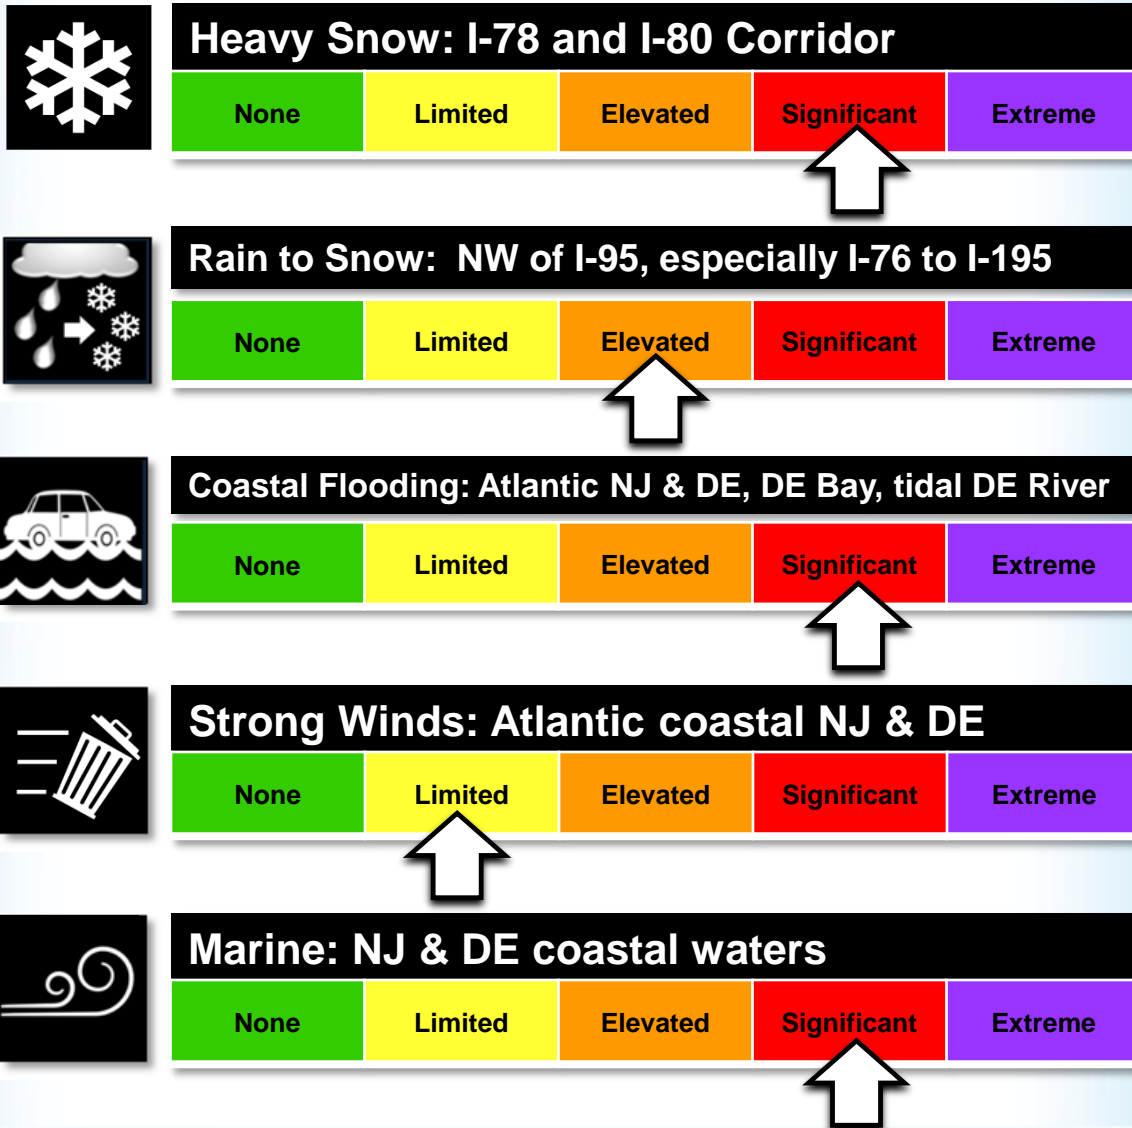 Heavy Snow: I-78 and I-80 Corridor
None Limited Elevated Significant Extreme
Rain to Snow: NW of I-95, especially I-76 to I-195
None Limited Elevated Significant Extreme
Coastal Flooding: Atlantic NJ & DE, DE Bay, tidal DE River
None Limited Elevated Significant Extreme
Strong Winds: Atlantic coastal NJ & DE
None Limited Elevated Significant Extreme
Marine: NJ & DE coastal waters
None Limited Elevated Significant Extreme